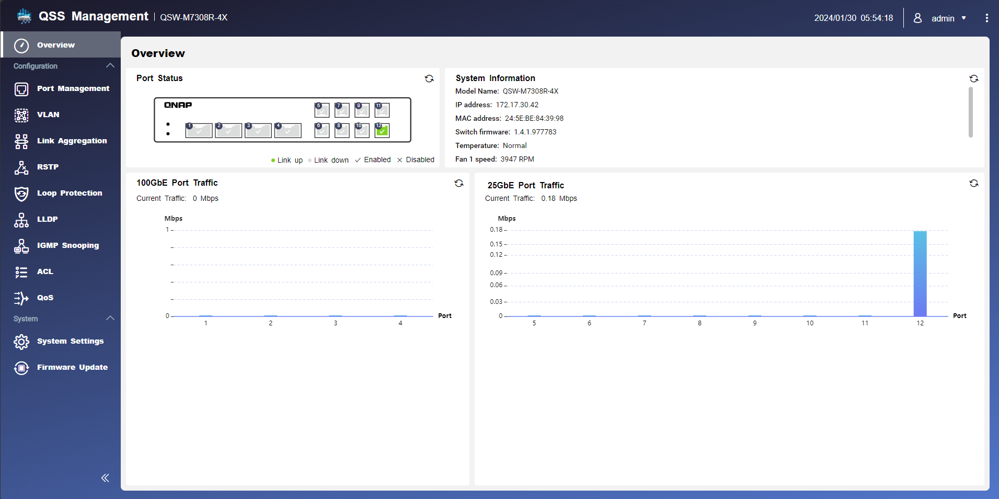 QSS Management
QSW-M7308R-4X
2024/01/30 05:54:18
admin
Overview
Configuration
Port Management
VLAN
Link Aggregation
RSTP
Loop Protection
LLDP
IGMP Snooping
ACL
QoS
System
System Settings
Firmware Update
Overview
Port Status
QNAP
5 7 9 11
1 2 3 4 6 8 10 12
Link up Link down Enabled Disabled
System Information
Model Name: QSW-M7308R-4X
IP address: 172.17.30.42
MAC address: 24:5E:BE:84:39:98
Switch firmware: 1.4.1.977783
Temperature: Normal
Fan 1 speed: 3947 RPM
100GbE Port Traffic
Current Traffic: 0 Mbps
Mbps
1
0
Port
1 2 3 4
25GbE Port Traffic
Current Traffic: 0.18 Mbps
Mbps
0.18
0.15
0.12
0.09
0.06
0.03
0
Port
5 6 7 8 9 10 11 12